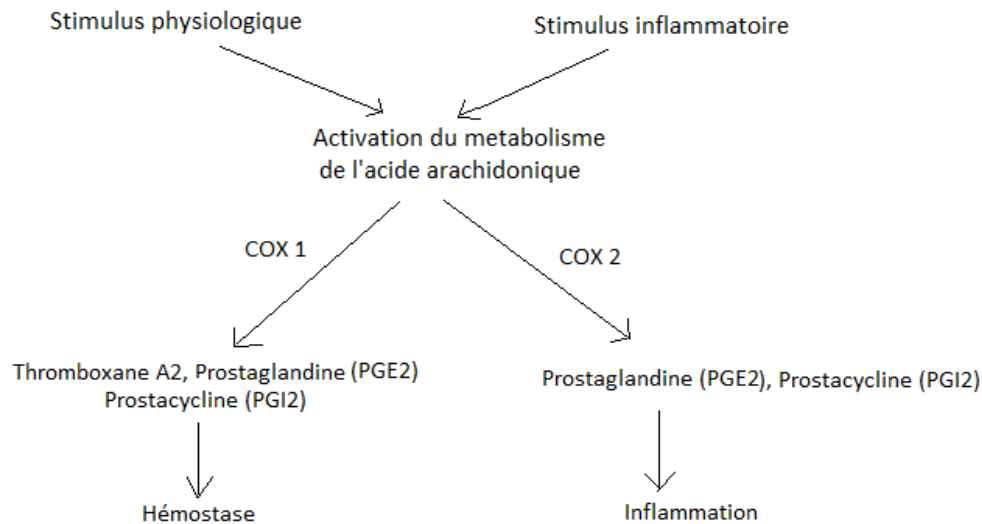 Stimulus physiologique
Stimulus inflammatoire
Activation du metabolisme
de l'acide arachidonique
COX 1
COX 2
Thromboxane A2, Prostaglandine (PGE2)
Prostacycline (PGI2)
Prostaglandine (PGE2), Prostacycline (PGI2)
Hémostase
Inflammation